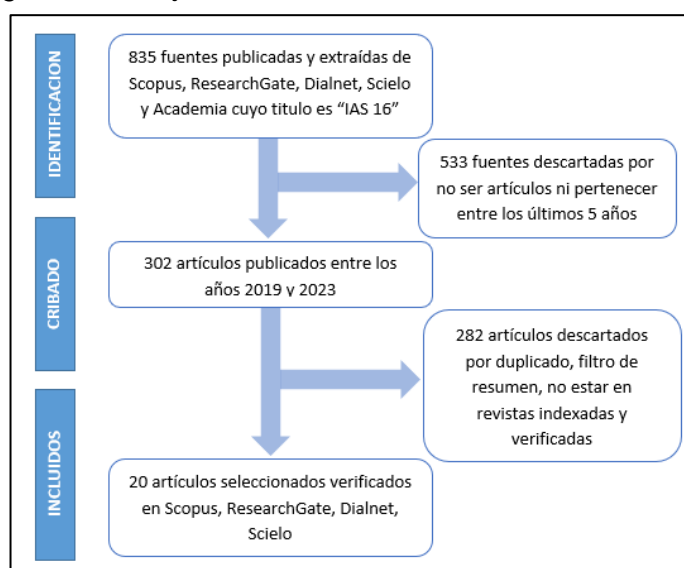 IDENTIFICACION
835 fuentes publicadas y extraídas de
Scopus, ResearchGate, Dialnet, Scielo
y Academia cuyo titulo es “IAS 16”
533 fuentes descartadas por
no ser artículos ni pertenecer
entre los últimos 5 años
CRIBADO
302 artículos publicados entre los
años 2019 y 2023
282 artículos descartados
por duplicado, filtro de
resumen, no estar en
revistas indexadas y
verificadas
INCLUIDOS
20 artículos seleccionados verificados
en Scopus, ResearchGate, Dialnet,
Scielo